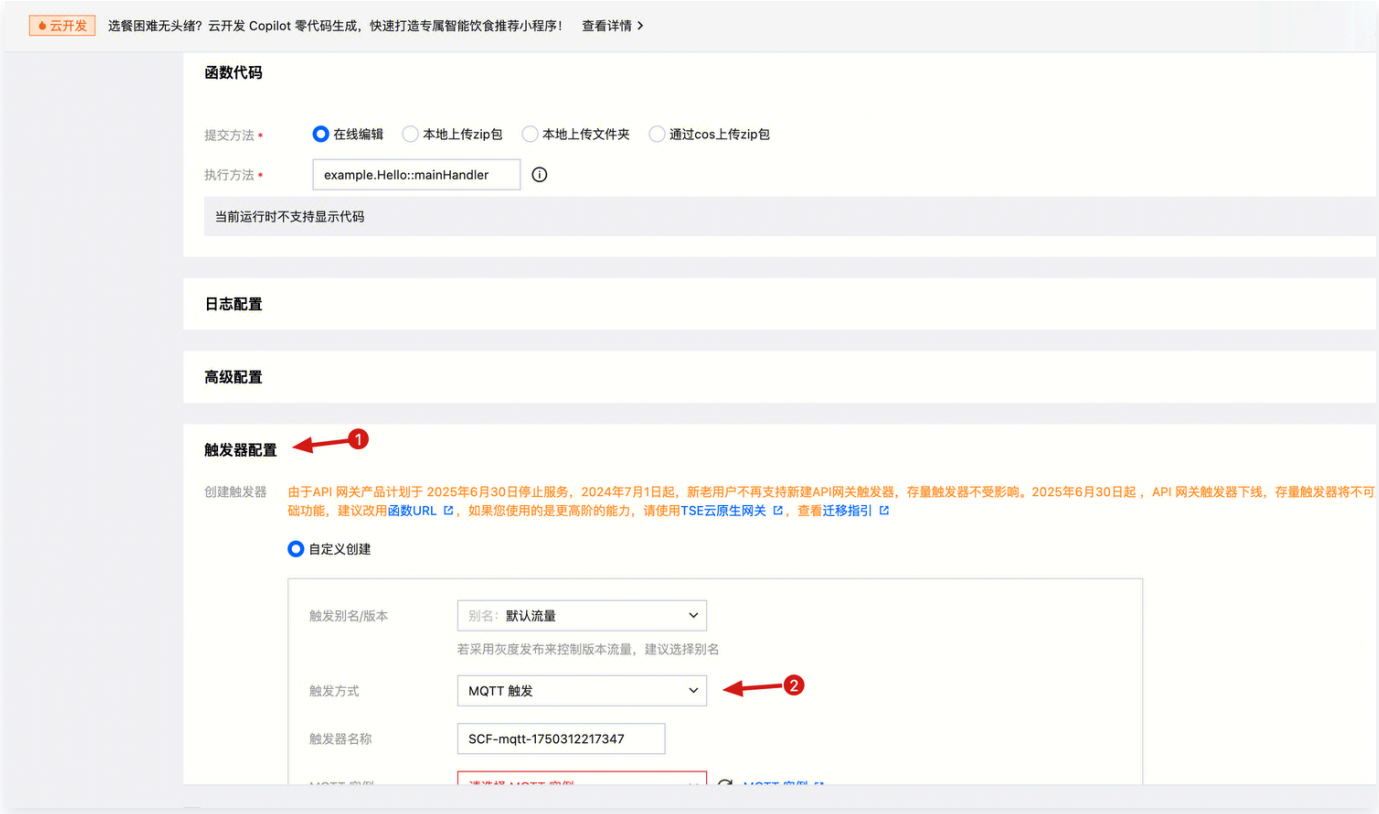 云开发 选餐困难无头绪？云开发 Copilot 零代码生成，快速打造专属智能饮食推荐小程序！ 查看详情
函数代码
提交方法 * 在线编辑 本地上传zip包 本地上传文件夹 通过cos上传zip包
执行方法 * example.Hello::mainHandler
当前运行时不支持显示代码
日志配置
高级配置
触发器配置 1
创建触发器 由于API 网关产品计划于 2025年6月30日停止服务，2024年7月1日起，新老用户不再支持新建API网关触发器，存量触发器不受影响。2025年6月30日起 ，API 网关触发器下线，存量触发器将不可
础功能，建议改用函数URL ，如果您使用的是更高阶的能力，请使用TSE云原生网关 ，查看迁移指引
自定义创建
触发别名/版本 别名：默认流量
若采用灰度发布来控制版本流量，建议选择别名
触发方式 MQTT 触发 2
触发器名称 SCF-mqtt-1750312217347
MQTT 实例 请选择 MQTT 实例 MQTT 实例